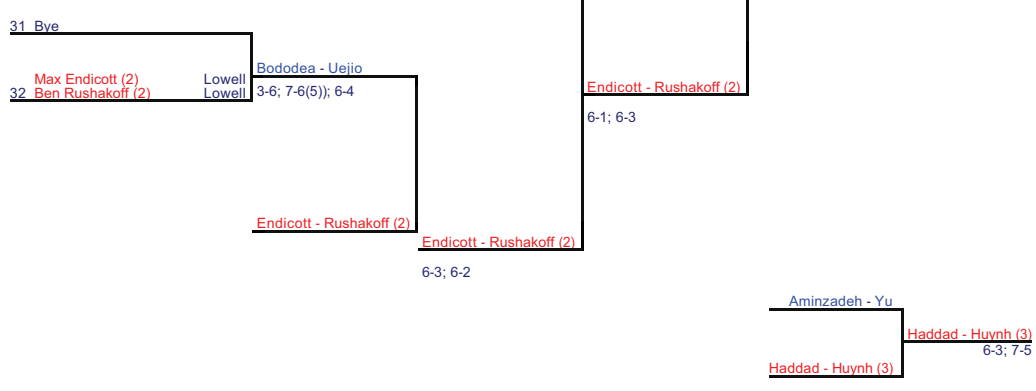 31 Bye
Max Endicott (2) Lowell
32 Ben Rushakoff (2) Lowell
Bododea - Uejio
3-6; 7-6(5)); 6-4
Endicott - Rushakoff (2)
6-1; 6-3
Endicott - Rushakoff (2)
Endicott - Rushakoff (2)
6-3; 6-2
Aminzadeh - Yu
Haddad - Huynh (3)
6-3; 7-5
Haddad - Huynh (3)